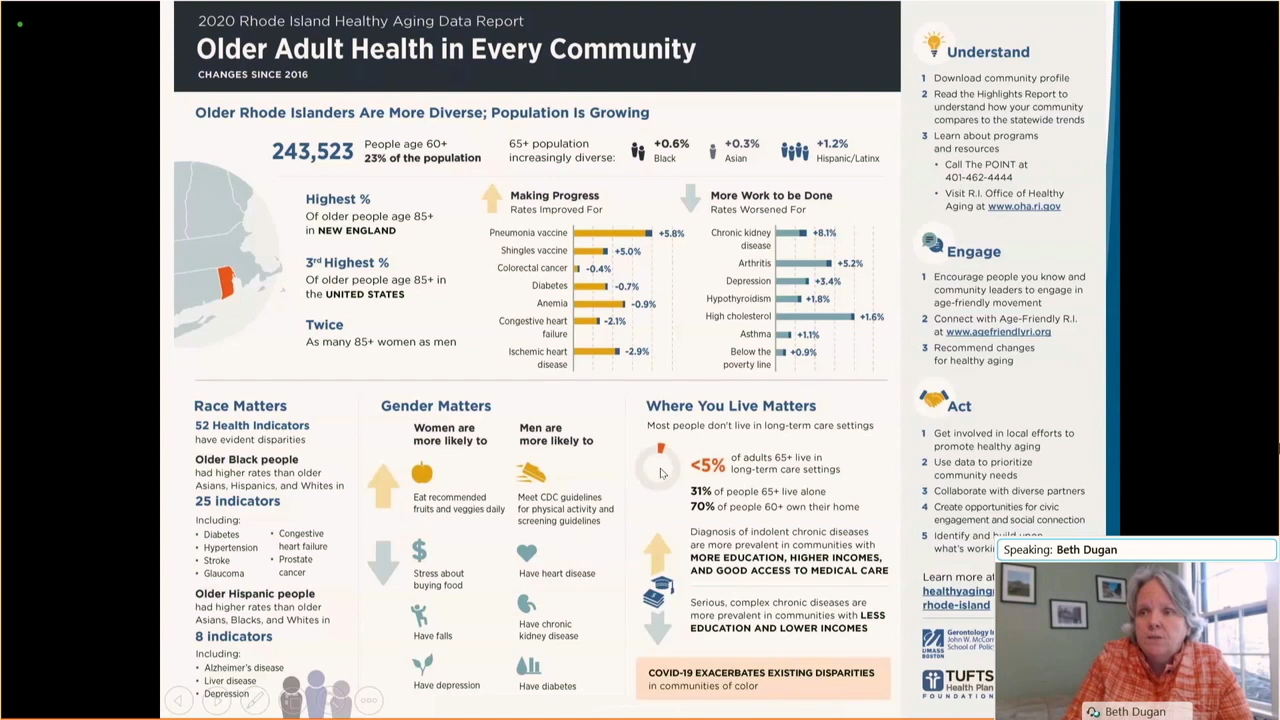 2020 Rhode Island Healthy Aging Data Report
Older Adult Health in Every Community
CHANGES SINCE 2016
Older Rhode Islanders Are More Diverse; Population Is Growing
243,523
People age 60+
23% of the population
65+ population
increasingly diverse:
+0.6%
Black
+0.3%
Asian
+1.2%
Hispanic/Latinx
Highest %
Of older people age 85+
in NEW ENGLAND
3rd Highest %
Of older people age 85+ in
the UNITED STATES
Twice
As many 85+ women as men
Making Progress
Rates Improved For
Pneumonia vaccine +5.8%
Shingles vaccine +5.0%
Colorectal cancer -0.4%
Diabetes -0.7%
Anemia -0.9%
Congestive heart
failure -2.1%
Ischemic heart
disease -2.9%
More Work to be Done
Rates Worsened For
Chronic kidney
disease +8.1%
Arthritis +5.2%
Depression +3.4%
Hypothyroidism +1.8%
High cholesterol +1.6%
Asthma +1.1%
Below the
poverty line +0.9%
Race Matters
52 Health Indicators
have evident disparities
Older Black people
had higher rates than older
Asians, Hispanics, and Whites in
25 indicators
Including:
• Diabetes
• Hypertension
• Stroke
• Glaucoma
• Congestive
heart failure
• Prostate
cancer
Older Hispanic people
had higher rates than older
Asians, Blacks, and Whites in
8 indicators
Including:
• Alzheimer's disease
• Liver disease
• Depression
Gender Matters
Women are
more likely to
Eat recommended
fruits and veggies daily
Stress about
buying food
Have falls
Have depression
Men are
more likely to
Meet CDC guidelines
for physical activity and
screening guidelines
Have heart disease
Have chronic
kidney disease
Have diabetes
Where You Live Matters
Most people don't live in long-term care settings
<5%
of adults 65+ live in
long-term care settings
31% of people 65+ live alone
70% of people 60+ own their home
Diagnosis of indolent chronic diseases
are more prevalent in communities with
MORE EDUCATION, HIGHER INCOMES,
AND GOOD ACCESS TO MEDICAL CARE
Serious, complex chronic diseases are
more prevalent in communities with LESS
EDUCATION AND LOWER INCOMES
COVID-19 EXACERBATES EXISTING DISPARITIES
in communities of color
Understand
1 Download community profile
2 Read the Highlights Report to
understand how your community
compares to the statewide trends
3 Learn about programs
and resources
• Call The POINT at
401-462-4444
• Visit R.I. Office of Healthy
Aging at www.oha.ri.gov
Engage
1 Encourage people you know and
community leaders to engage in
age-friendly movement
2 Connect with Age-Friendly R.I.
at www.agefriendlyri.org
3 Recommend changes
for healthy aging
Act
1 Get involved in local efforts to
promote healthy aging
2 Use data to prioritize
community needs
3 Collaborate with diverse partners
4 Create opportunities for civic
engagement and social connection
5 Identify and build upon
what's
Learn more at
healthyaging
rhode-island
UMASS
BOSTON
Gerontology
John W. McCor
School of Polic
TUFTS
Health Plan
FOUNDATION
Speaking: Beth Dugan
Beth Dugan